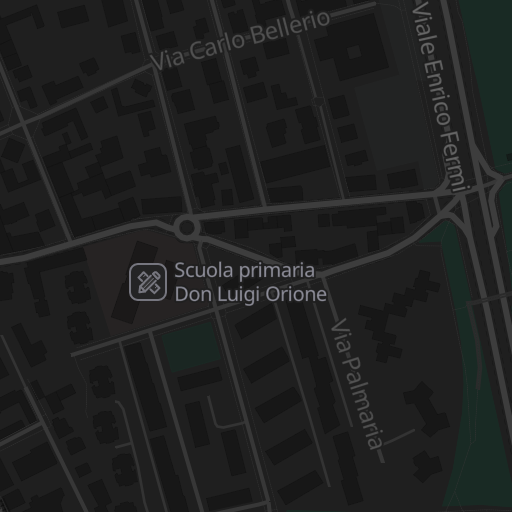 Via Carlo Bellerio
Viale Enrico Fermi
Scuola primaria
Don Luigi Orione
Via Palmaria